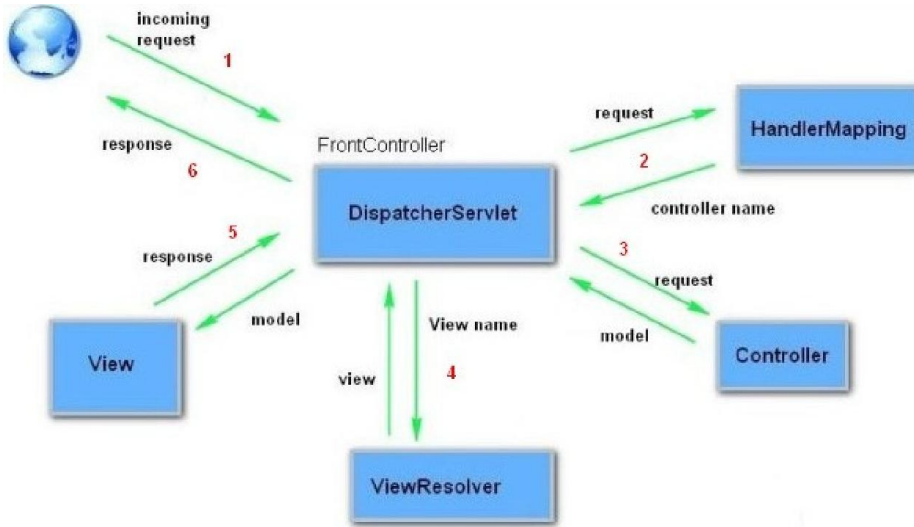 incoming
request
1
response
6
FrontController
DispatcherServlet
request
2
controller name
HandlerMapping
3
request
model
Controller
View name
4
view
ViewResolver
5
response
model
View